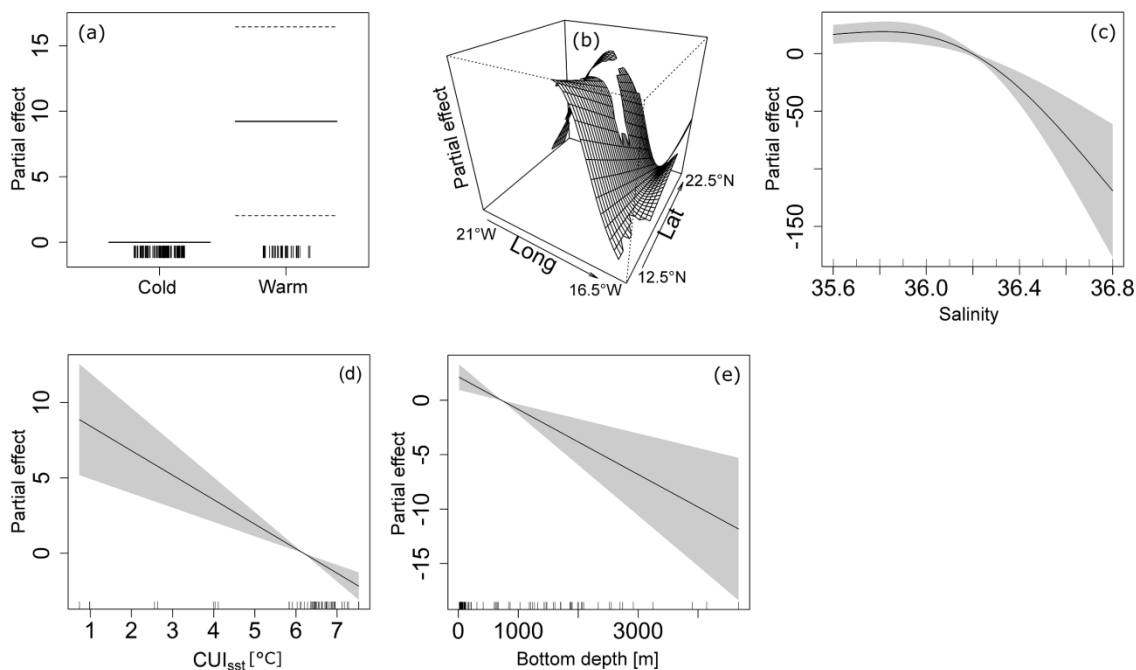 (a)
Partial effect
15
10
5
0
Cold
Warm
(b)
Partial effect
21°W
Long
16.5°W
12.5°N
Lat
22.5°N
(c)
Partial effect
0
-50
-150
35.6 36.0 36.4 36.8
Salinity
(d)
Partial effect
10
5
0
1 2 3 4 5 6 7
CUIsst [°C]
(e)
Partial effect
0
-5
-10
-15
0 1000 3000
Bottom depth [m]